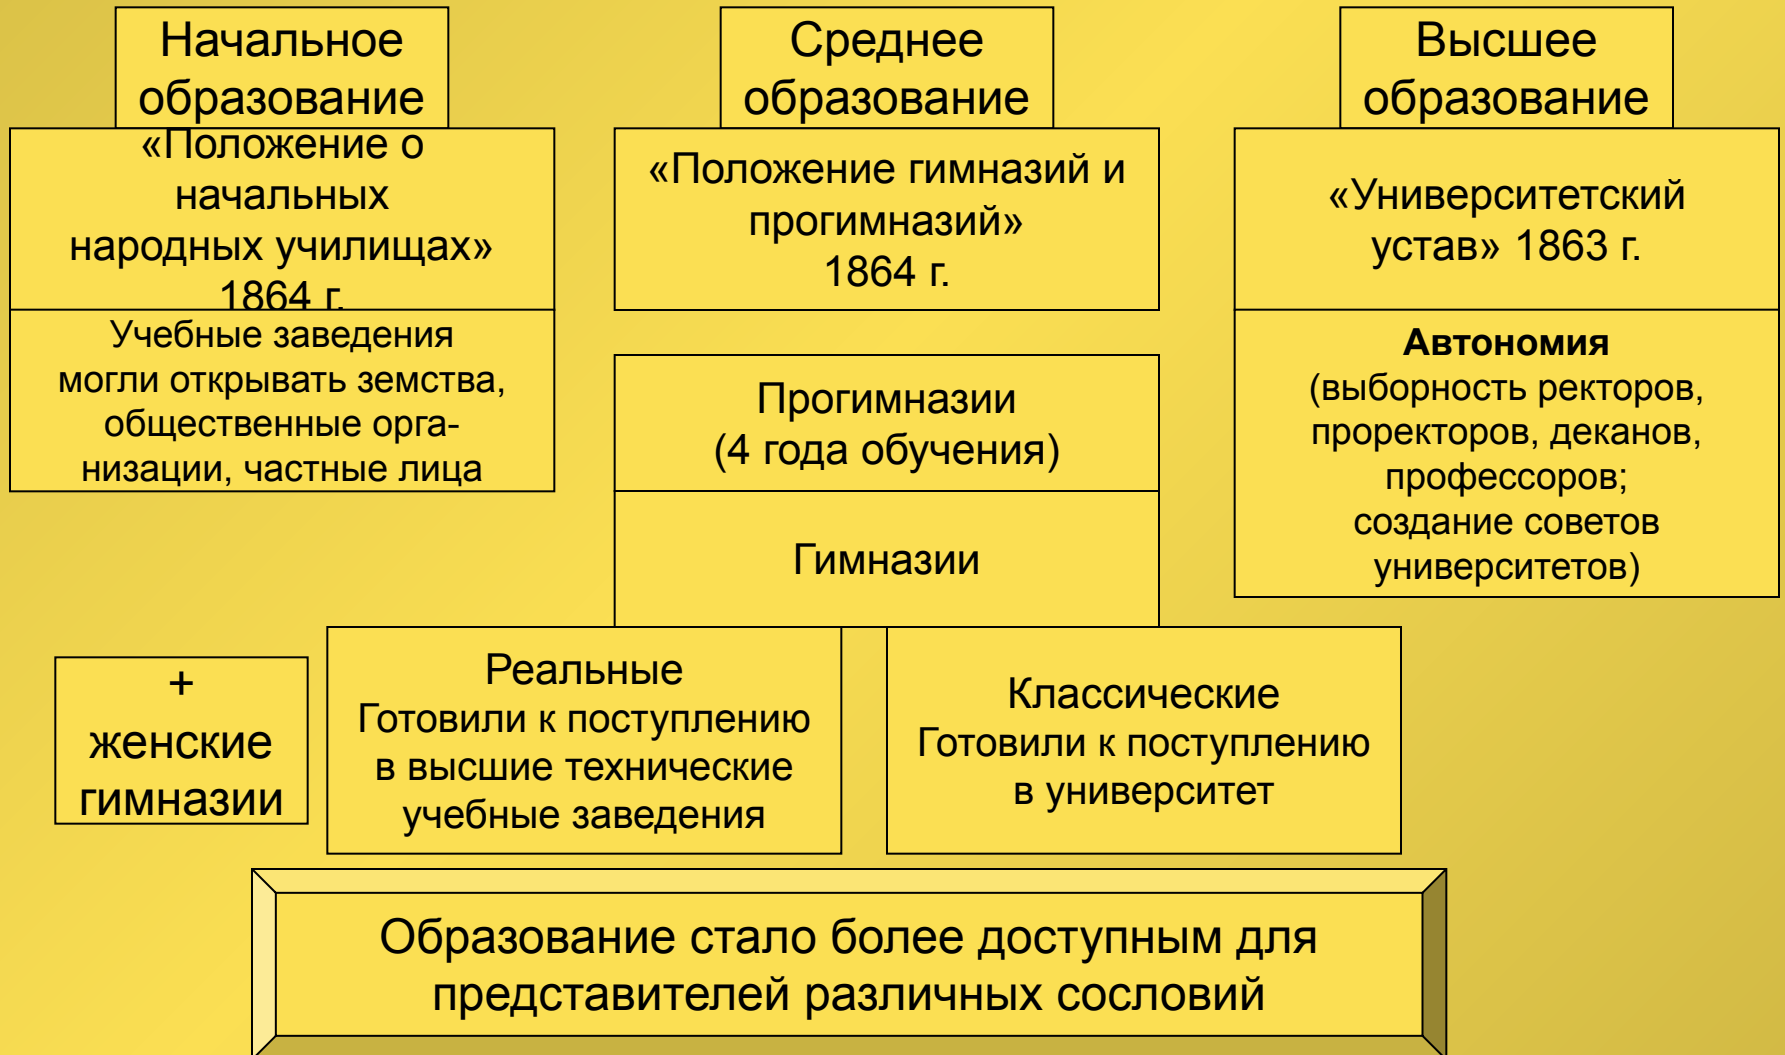 Начальное
образование
«Положение о
начальных
народных училищах»
1864 г.
Учебные заведения
могли открывать земства,
общественные орга-
низации, частные лица
Среднее
образование
«Положение гимназий и
прогимназий»
1864 г.
Прогимназии
(4 года обучения)
Гимназии
Высшее
образование
«Университетский
устав» 1863 г.
Автономия
(выборность ректоров,
проректоров, деканов,
профессоров;
создание советов
университетов)
+
женские
гимназии
Реальные
Готовили к поступлению
в высшие технические
учебные заведения
Классические
Готовили к поступлению
в университет
Образование стало более доступным для
представителей различных сословий